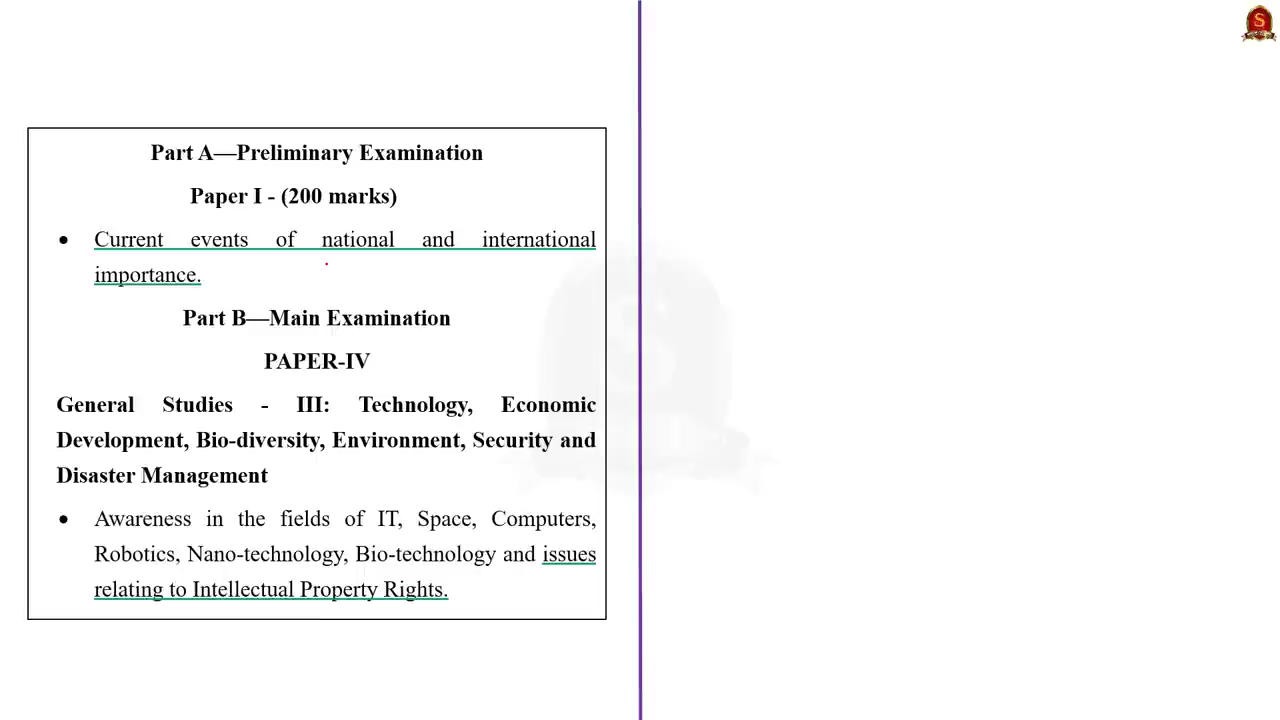 Part A—Preliminary Examination
Paper I - (200 marks)
• Current events of national and international
importance.
Part B—Main Examination
PAPER-IV
General Studies - III: Technology, Economic
Development, Bio-diversity, Environment, Security and
Disaster Management
• Awareness in the fields of IT, Space, Computers,
Robotics, Nano-technology, Bio-technology and issues
relating to Intellectual Property Rights.
S